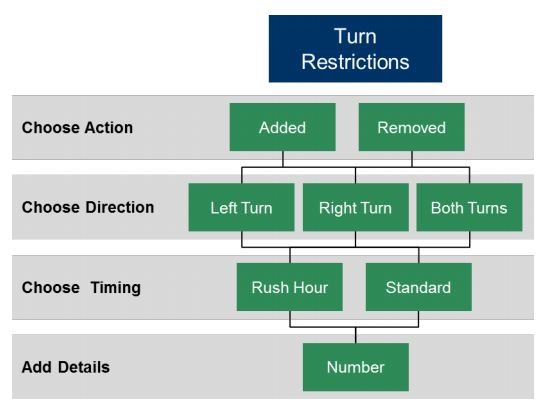 Turn
Restrictions
Choose Action
Added
Removed
Choose Direction
Left Turn
Right Turn
Both Turns
Choose Timing
Rush Hour
Standard
Add Details
Number